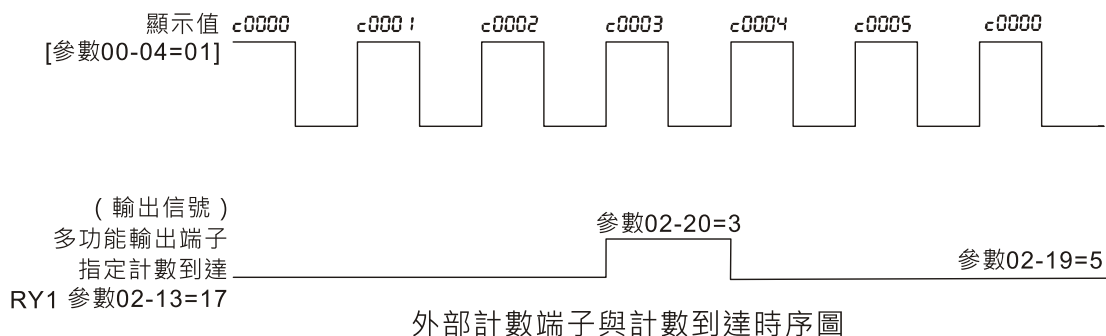 顯示值 c0000 c0001 c0002 c0003 c0004 c0005 c0000
[參數00-04=01]
(輸出信號)
多功能輸出端子 參數02-20=3
指定計數到達 參數02-19=5
RY1 參數02-13=17
外部計數端子與計數到達時序圖